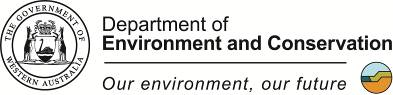 THE GOVERNMENT OF
WESTERN AUSTRALIA
Department of
Environment and Conservation
Our environment, our future